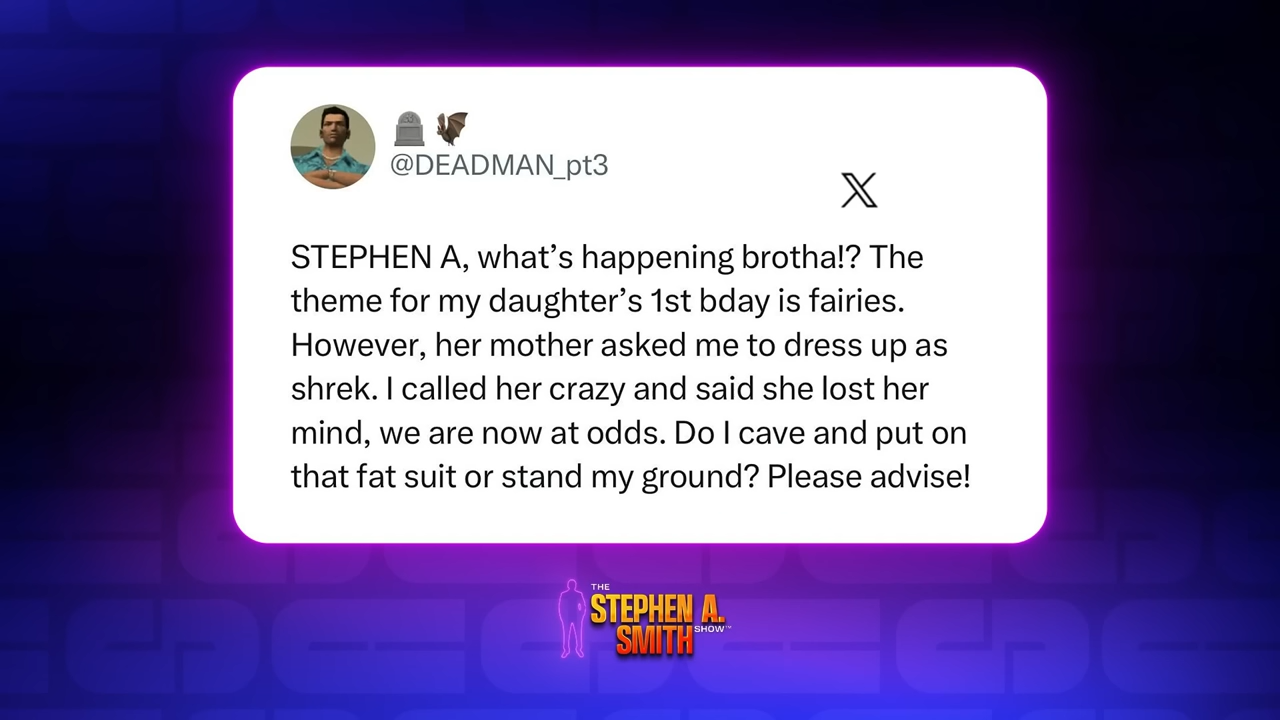 @DEADMAN_pt3
STEPHEN A, what’s happening brotha!? The
theme for my daughter’s 1st bday is fairies.
However, her mother asked me to dress up as
shrek. I called her crazy and said she lost her
mind, we are now at odds. Do I cave and put on
that fat suit or stand my ground? Please advise!
THE
STEPHEN A.
SMITH SHOW™